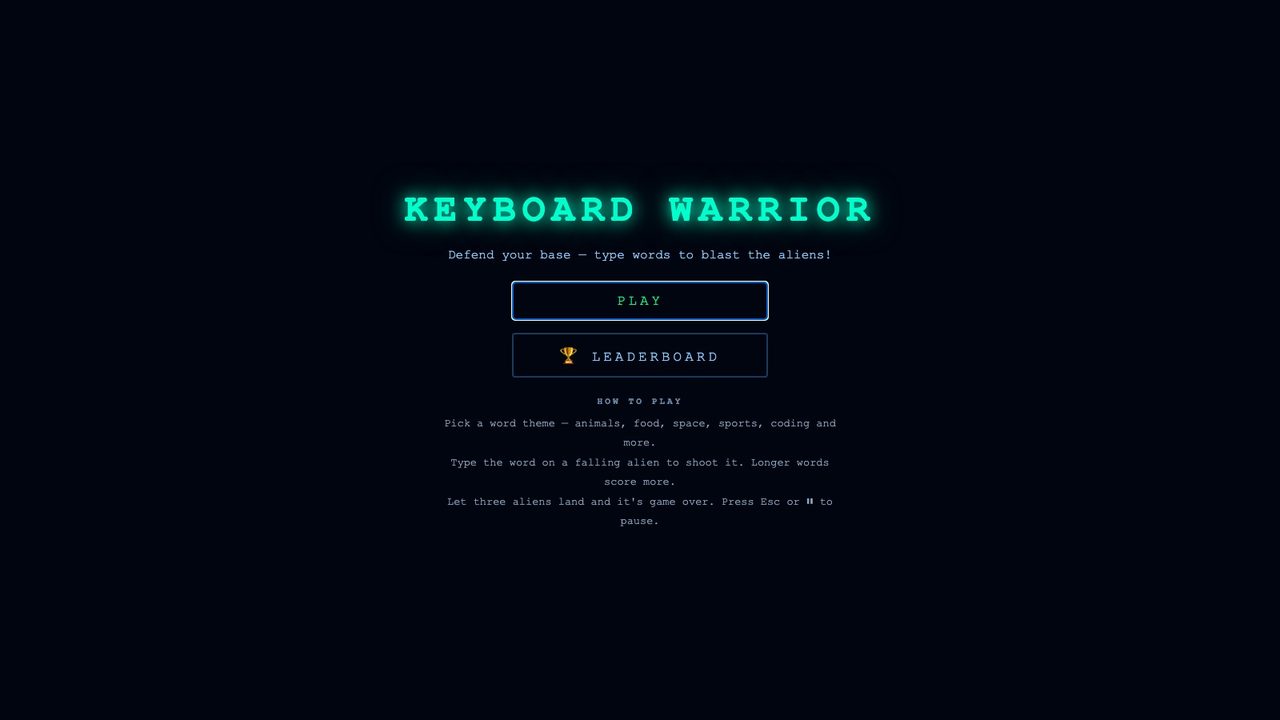 KEYBOARD WARRIOR
Defend your base — type words to blast the aliens!
PLAY
🏆 LEADERBOARD
HOW TO PLAY
Pick a word theme — animals, food, space, sports, coding and
more.
Type the word on a falling alien to shoot it. Longer words
score more.
Let three aliens land and it's game over. Press Esc or ⏸ to
pause.